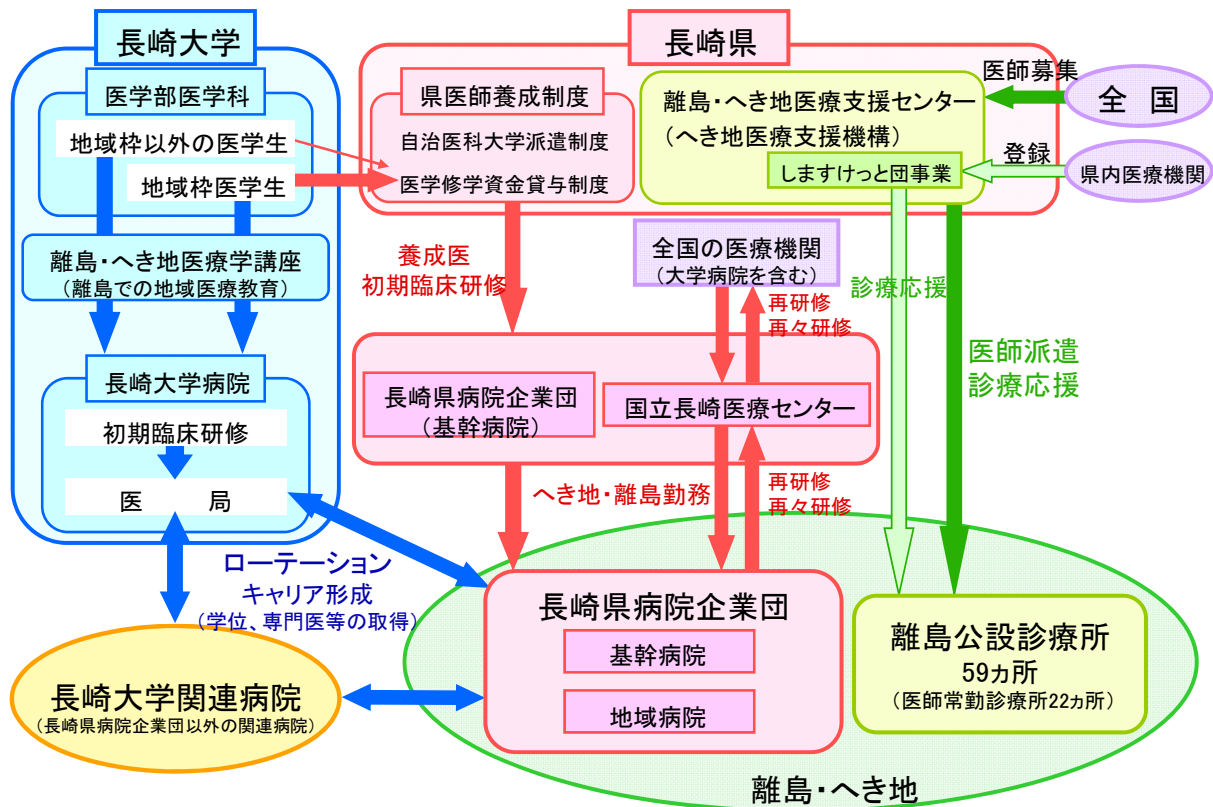 長崎大学
医学部医学科
地域枠以外の医学生
地域枠医学生
離島・へき地医療学講座
(離島での地域医療教育)
長崎大学病院
初期臨床研修
医　　局
長崎県
県医師養成制度
自治医科大学派遣制度
医学修学資金貸与制度
離島・へき地医療支援センター
(へき地医療支援機構)
しますけっと団事業
医師募集
全　国
登録
県内医療機関
養成医
初期臨床研修
全国の医療機関
(大学病院を含む)
再研修
再々研修
診療応援
医師派遣
診療応援
長崎県病院企業団
(基幹病院)
国立長崎医療センター
へき地・離島勤務
再研修
再々研修
ローテーション
キャリア形成
(学位、専門医等の取得)
長崎大学関連病院
(長崎県病院企業団以外の関連病院)
長崎県病院企業団
基幹病院
地域病院
離島公設診療所
59ヵ所
(医師常勤診療所22ヵ所)
離島・へき地